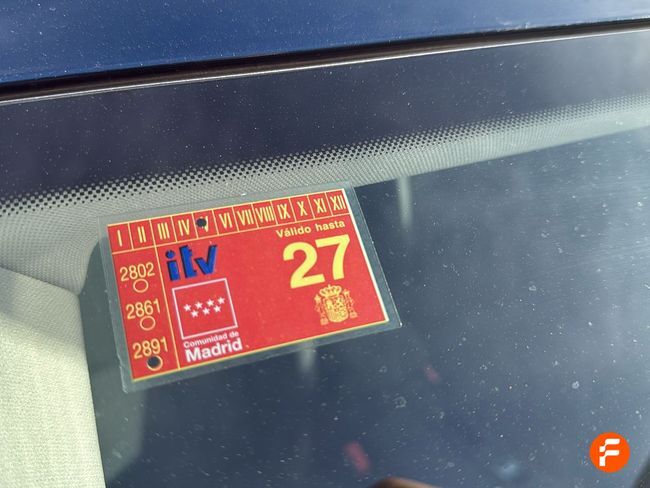 I II III IV VI VII VIII IX X XI XII
Válido hasta
itv
27
2802
2861
2891
Comunidad de
Madrid